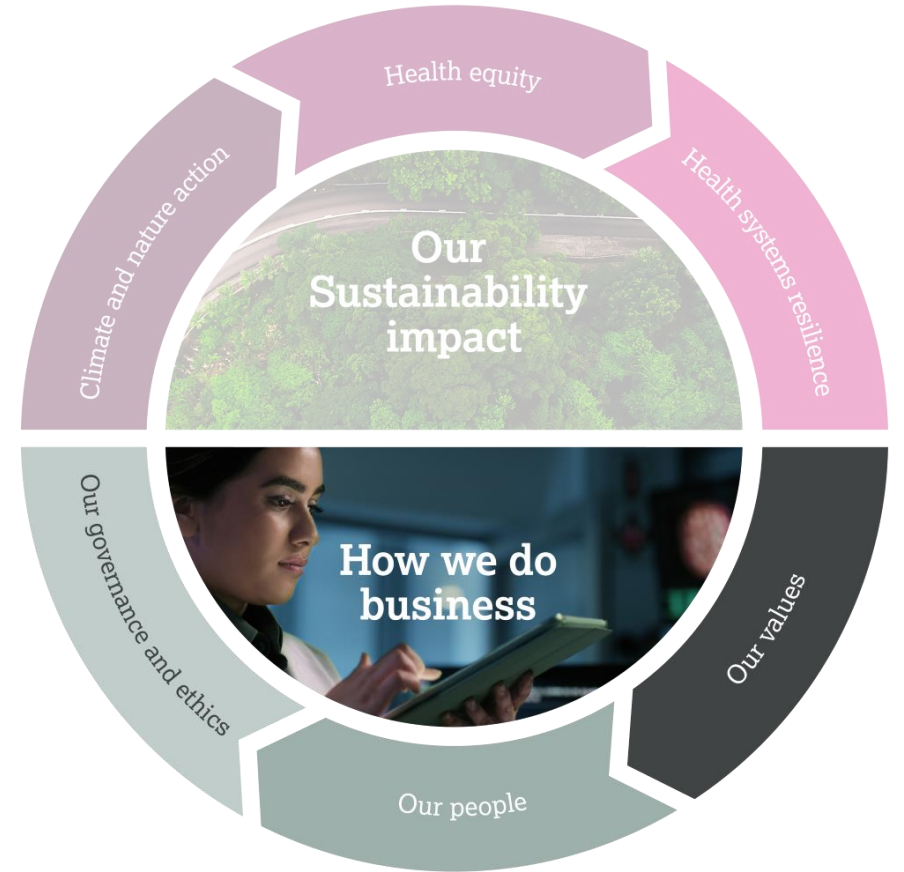 Health equity
Climate and nature action
Health systems resilience
Our
Sustainability
impact
How we do
business
Our governance and ethics
Our values
Our people